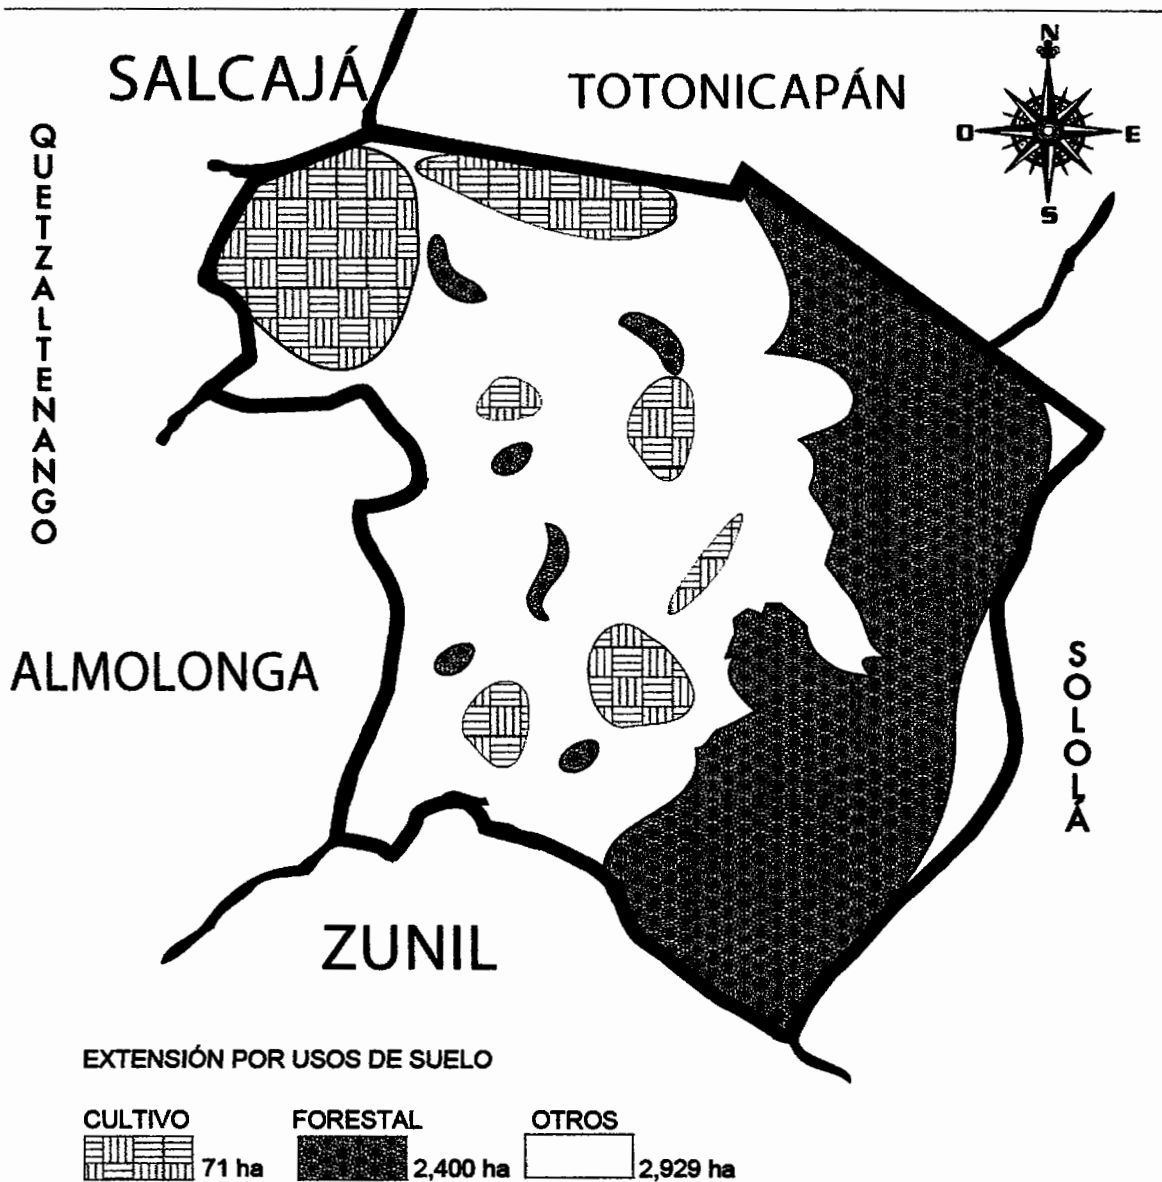 SALCAJÁ
TOTONICAPÁN
N
O
E
S
QUETZALTENANGO
ALMOLONGA
SOLOLÁ
ZUNIL
EXTENSIÓN POR USOS DE SUELO
CULTIVO FORESTAL OTROS
71 ha 2,400 ha 2,929 ha